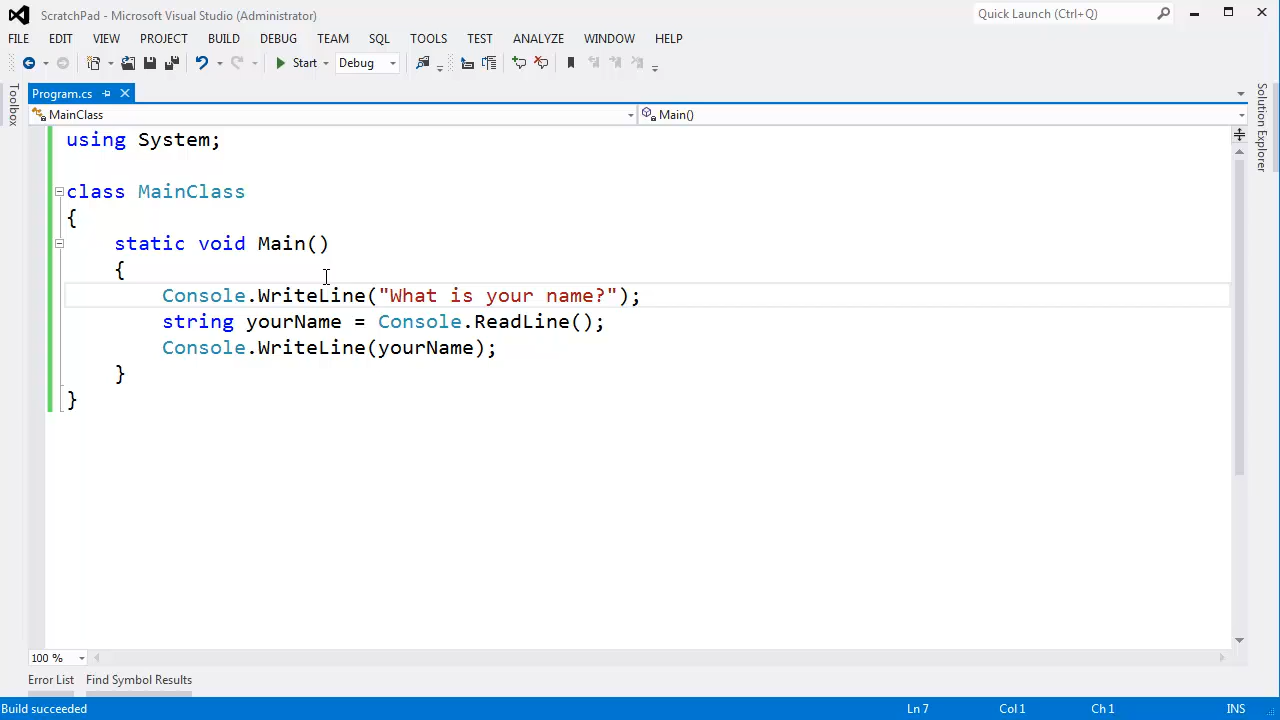 ScratchPad - Microsoft Visual Studio (Administrator)
Quick Launch (Ctrl+Q)
FILE EDIT VIEW PROJECT BUILD DEBUG TEAM SQL TOOLS TEST ANALYZE WINDOW HELP
Start Debug
Toolbox
Program.cs
Solution Explorer
MainClass Main()
using System;
class MainClass
{
static void Main()
{
Console.WriteLine("What is your name?");
string yourName = Console.ReadLine();
Console.WriteLine(yourName);
}
}
100 %
Error List Find Symbol Results
Build succeeded Ln 7 Col 1 Ch 1 INS